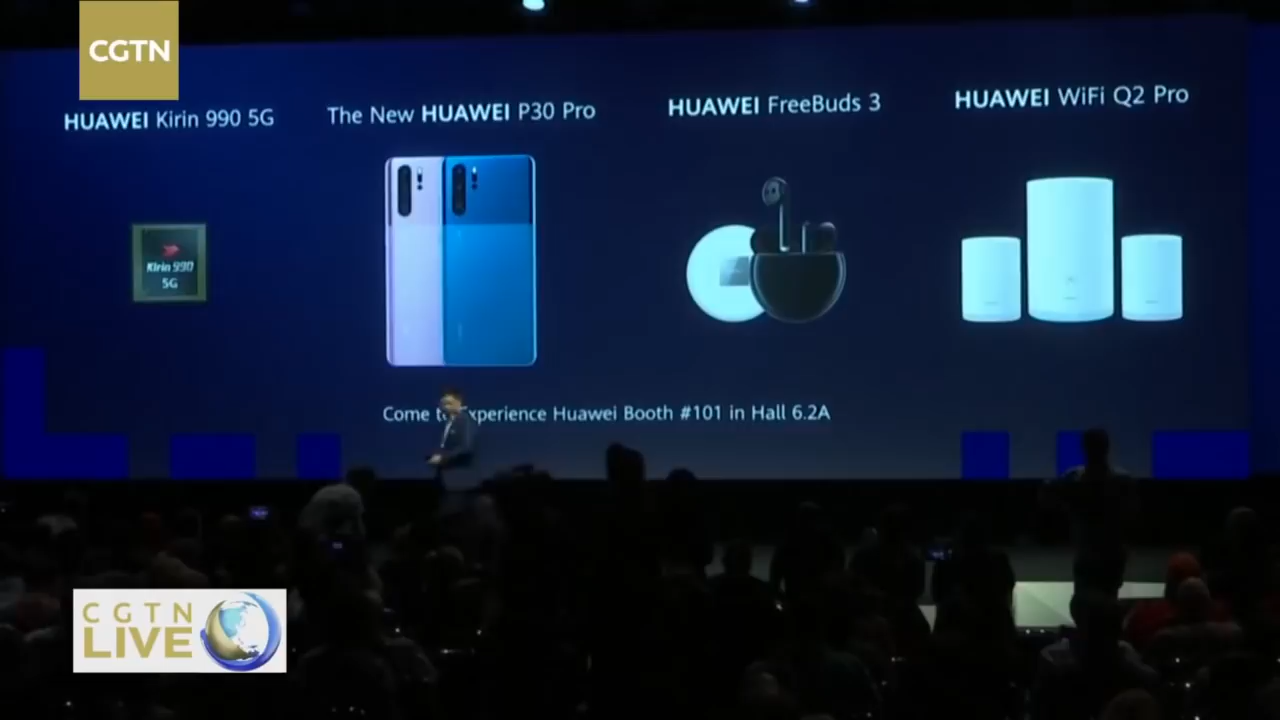 CGTN
HUAWEI Kirin 990 5G
The New HUAWEI P30 Pro
HUAWEI FreeBuds 3
HUAWEI WiFi Q2 Pro
Kirin 990
5G
Come to Experience Huawei Booth #101 in Hall 6.2A
CGTN
LIVE